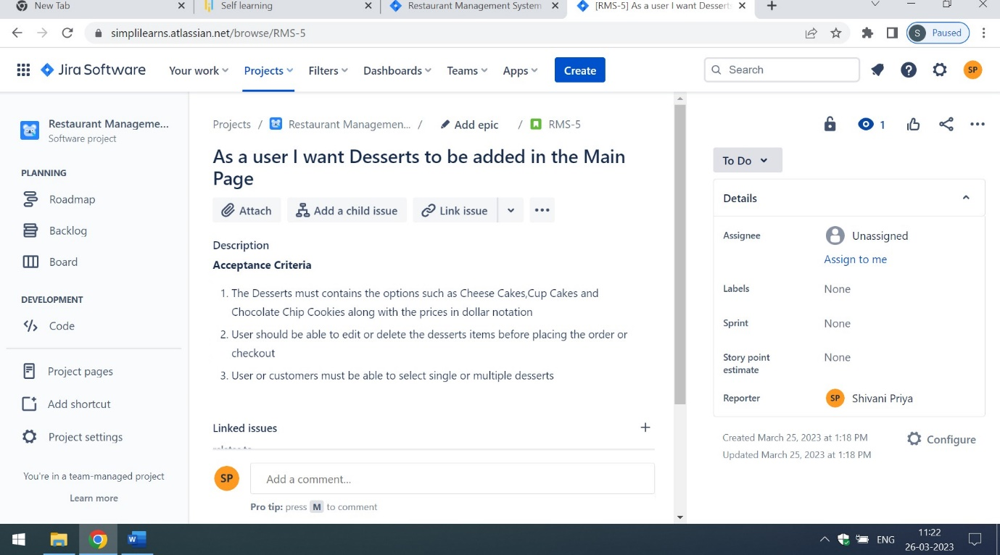 New Tab
Self learning
Restaurant Management System
[RMS-5] As a user I want Desserts
simplilearns.atlassian.net/browse/RMS-5
S Paused
Jira Software
Your work
Projects
Filters
Dashboards
Teams
Apps
Create
Search
SP
Restaurant Manageme...
Software project
PLANNING
Roadmap
Backlog
Board
DEVELOPMENT
Code
Project pages
Add shortcut
Project settings
You're in a team-managed project
Learn more
Projects / Restaurant Managemen... / Add epic / RMS-5
As a user I want Desserts to be added in the Main
Page
Attach
Add a child issue
Link issue
Description
Acceptance Criteria
1. The Desserts must contains the options such as Cheese Cakes,Cup Cakes and
Chocolate Chip Cookies along with the prices in dollar notation
2. User should be able to edit or delete the desserts items before placing the order or
checkout
3. User or customers must be able to select single or multiple desserts
Linked issues
SP
Add a comment...
Pro tip: press M to comment
1
To Do
Details
Assignee
Unassigned
Assign to me
Labels
None
Sprint
None
Story point
estimate
None
Reporter
SP Shivani Priya
Created March 25, 2023 at 1:18 PM
Updated March 25, 2023 at 1:18 PM
Configure
W
ENG
11:22
26-03-2023